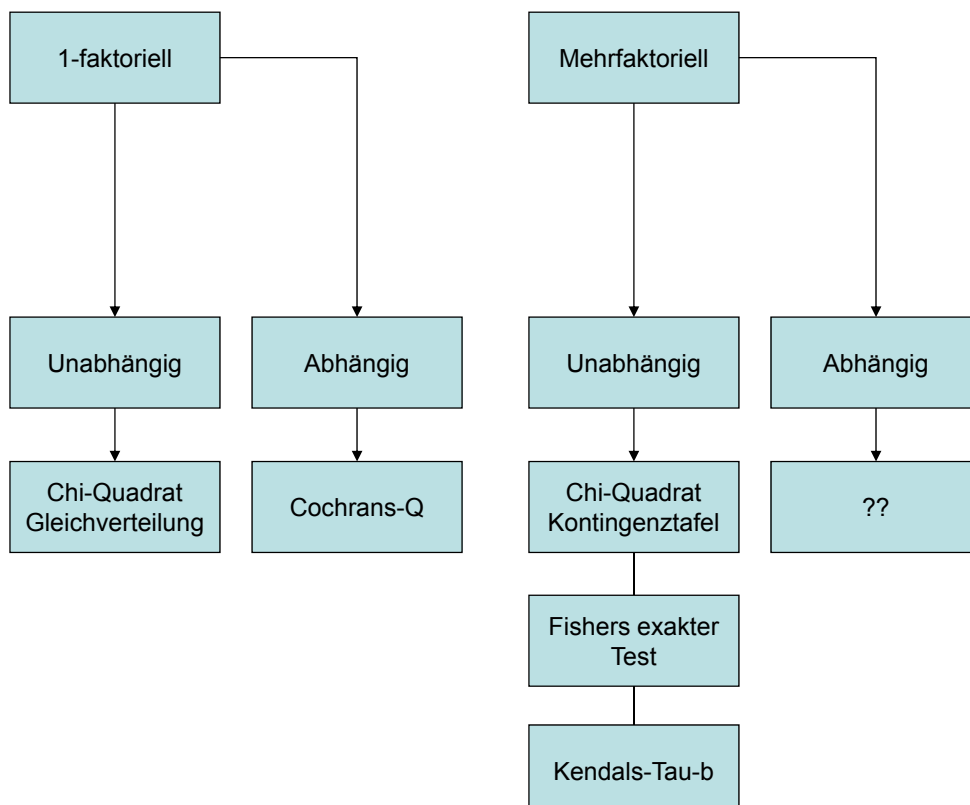 1-faktoriell
Mehrfaktoriell
Unabhängig
Abhängig
Unabhängig
Abhängig
Chi-Quadrat
Gleichverteilung
Cochrans-Q
Chi-Quadrat
Kontingenztafel
??
Fishers exakter
Test
Kendals-Tau-b